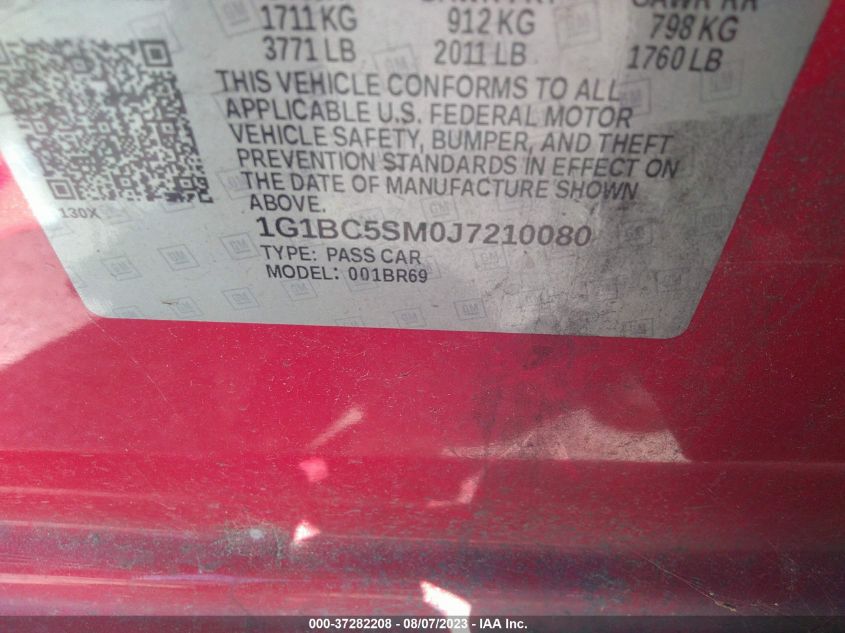 1711 KG 912 KG 798 KG
3771 LB 2011 LB 1760 LB
THIS VEHICLE CONFORMS TO ALL
APPLICABLE U.S. FEDERAL MOTOR
VEHICLE SAFETY, BUMPER, AND THEFT
PREVENTION STANDARDS IN EFFECT ON
THE DATE OF MANUFACTURE SHOWN
ABOVE.
130X
1G1BC5SM0J7210080
TYPE: PASS CAR
MODEL: 001BR69
000-37282208 - 08/07/2023 - IAA Inc.